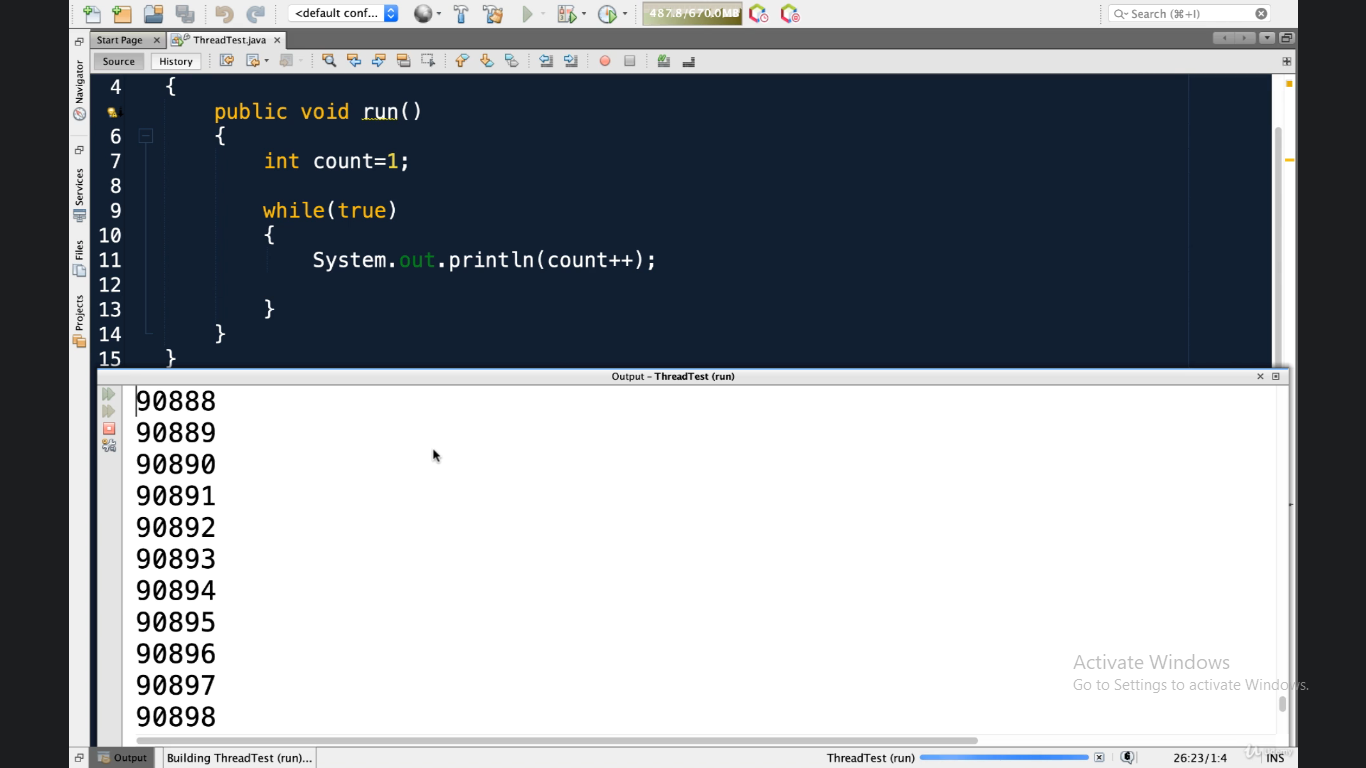 <default conf...
487.8/670.0MB
Search (⌘+I)
Start Page
ThreadTest.java
Source
History
Navigator
Services
Files
Projects
4 {
public void run()
6 {
7 int count=1;
8
9 while(true)
10 {
11 System.out.println(count++);
12
13 }
14 }
15 }
Output - ThreadTest (run)
90888
90889
90890
90891
90892
90893
90894
90895
90896
90897
90898
Activate Windows
Go to Settings to activate Windows.
Output
Building ThreadTest (run)...
ThreadTest (run)
6
26:23/1:4
INS